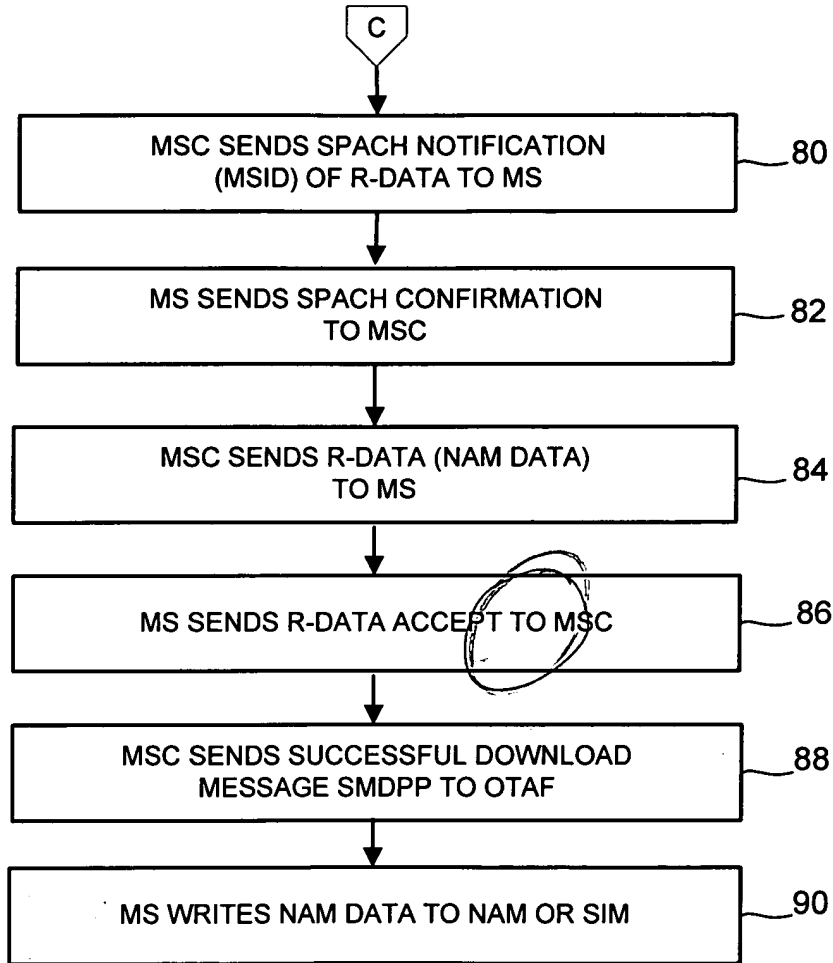 C
MSC SENDS SPACH NOTIFICATION
(MSID) OF R-DATA TO MS
80
MS SENDS SPACH CONFIRMATION
TO MSC
82
MSC SENDS R-DATA (NAM DATA)
TO MS
84
MS SENDS R-DATA ACCEPT TO MSC
86
MSC SENDS SUCCESSFUL DOWNLOAD
MESSAGE SMDPP TO OTAF
88
MS WRITES NAM DATA TO NAM OR SIM
90